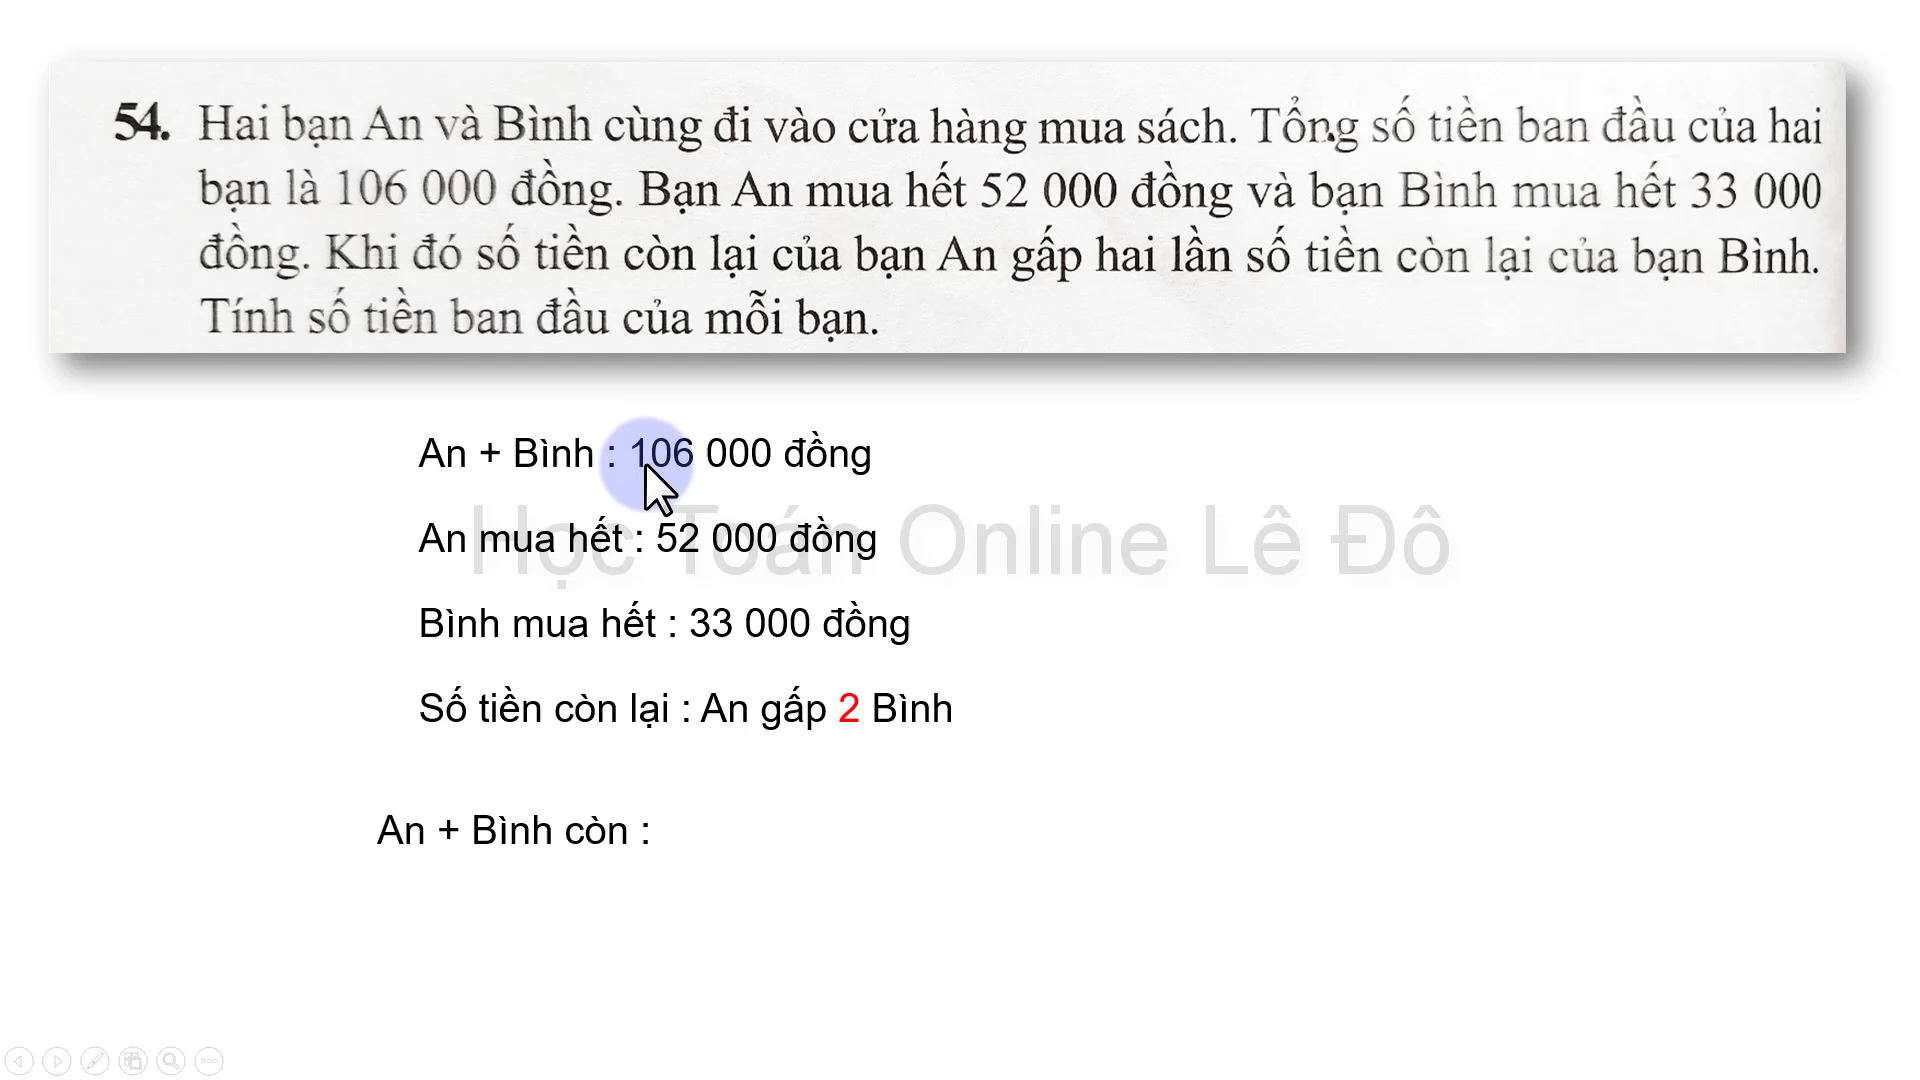 54. Hai bạn An và Bình cùng đi vào cửa hàng mua sách. Tổng số tiền ban đầu của hai
bạn là 106 000 đồng. Bạn An mua hết 52 000 đồng và bạn Bình mua hết 33 000
đồng. Khi đó số tiền còn lại của bạn An gấp hai lần số tiền còn lại của bạn Bình.
Tính số tiền ban đầu của mỗi bạn.
An + Bình : 106 000 đồng
An mua hết : 52 000 đồng
Học Toán Online Lê Đô
Bình mua hết : 33 000 đồng
Số tiền còn lại : An gấp 2 Bình
An + Bình còn :